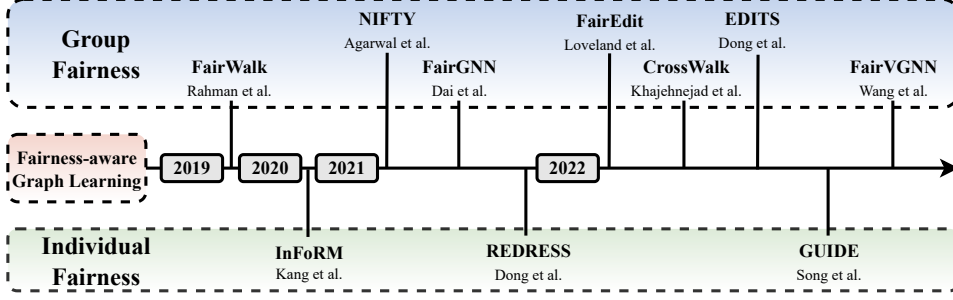 Group
Fairness
FairWalk
Rahman et al.
NIFTY
Agarwal et al.
FairGNN
Dai et al.
FairEdit
Loveland et al.
CrossWalk
Khajehnejad et al.
EDITS
Dong et al.
FairVGNN
Wang et al.
Fairness-aware
Graph Learning
2019
2020
2021
2022
Individual
Fairness
InFoRM
Kang et al.
REDRESS
Dong et al.
GUIDE
Song et al.